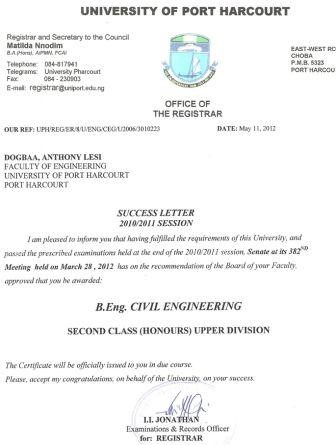 UNIVERSITY OF PORT HARCOURT
Registrar and Secretary to the Council
Matilda Nnodim
B.A.(Hons), AIPMN, FCAI
EAST-WEST RO
CHOBA
P.M.B. 5323
PORT HARCOU
Telephone: 084-817941
Telegrams: University Pharcourt
Fax: 084 - 230903
E-mail: registrar@uniport.edu.ng
OFFICE OF
THE REGISTRAR
OUR REF: UPH/REG/ER/8/U/ENG/CEG/U2006/3010223 DATE: May 11, 2012
DOGBAA, ANTHONY LESI
FACULTY OF ENGINEERING
UNIVERSITY OF PORT HARCOURT
PORT HARCOURT
SUCCESS LETTER
2010/2011 SESSION
I am pleased to inform you that having fulfilled the requirements of this University, and
passed the prescribed examinations held at the end of the 2010/2011 session, Senate at its 382ND
Meeting held on March 28 , 2012 has on the recommendation of the Board of your Faculty,
approved that you be awarded:
B.Eng. CIVIL ENGINEERING
SECOND CLASS (HONOURS) UPPER DIVISION
The Certificate will be officially issued to you in due course.
Please, accept my congratulations, on behalf of the University, on your success.
I.I. JONATHAN
Examinations & Records Officer
for: REGISTRAR